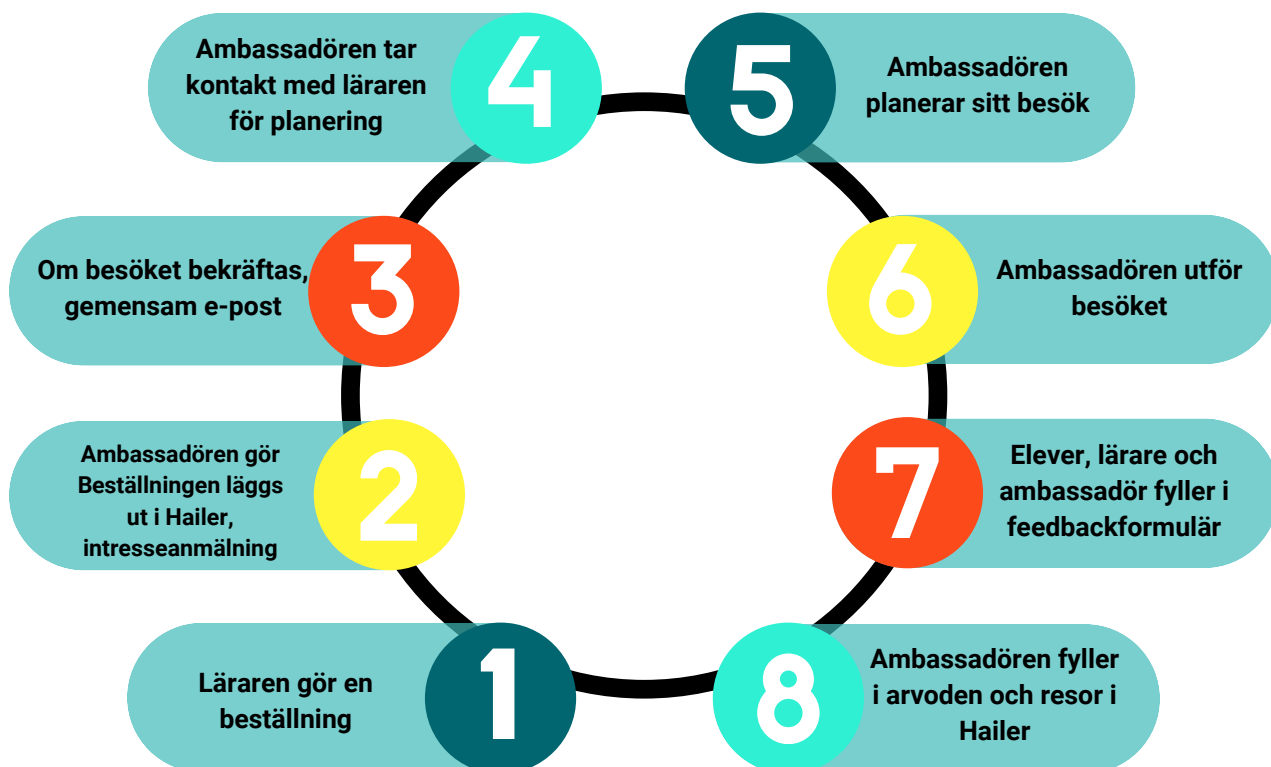 4
Ambassadören tar
kontakt med läraren
för planering
5
Ambassadören
planerar sitt besök
3
Om besöket bekräftas,
gemensam e-post
6
Ambassadören utför
besöket
2
Ambassadören gör
Beställningen läggs
ut i Hailer,
intresseanmälning
7
Elever, lärare och
ambassadör fyller i
feedbackformulär
1
Läraren gör en
beställning
8
Ambassadören fyller
i arvoden och resor i
Hailer